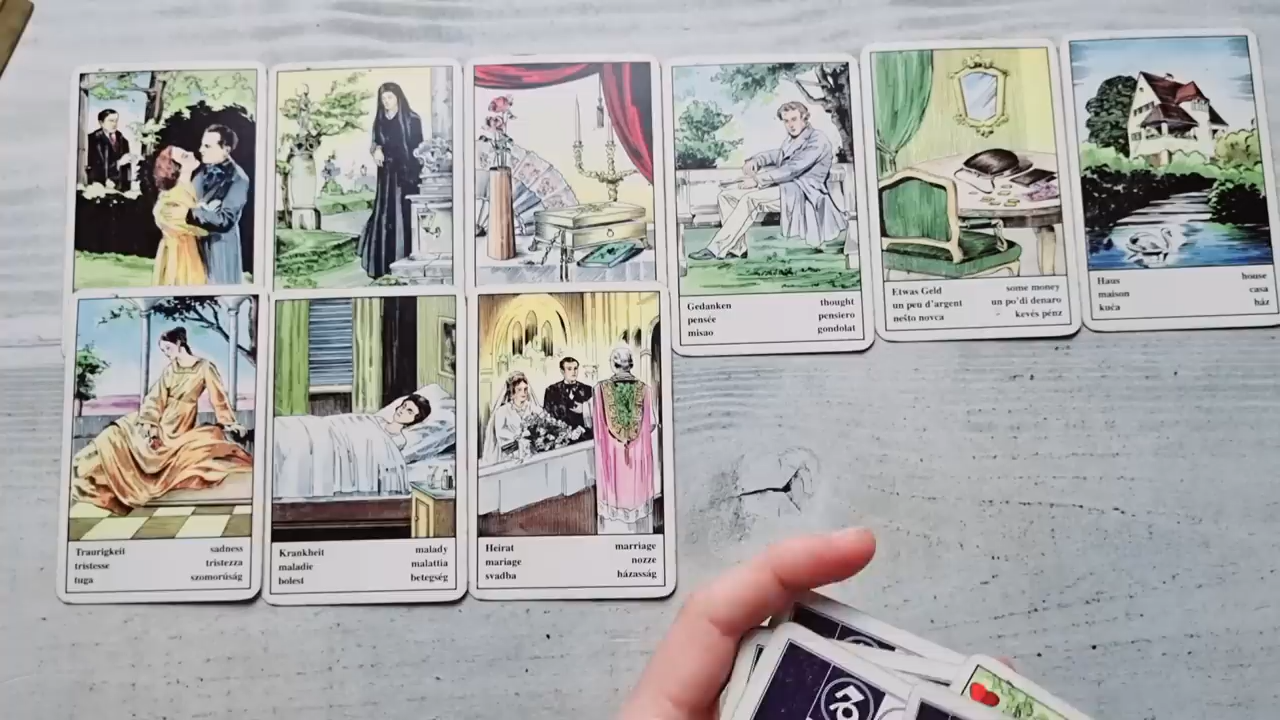 Gedanken thought
pensée pensiero
misao gondolat
Etwas Geld some money
un peu d'argent un po'di denaro
nešto novca kevés pénz
Haus house
maison casa
kuća ház
Traurigkeit sadness
tristesse tristezza
tuga szomorúság
Krankheit malady
maladie malattia
bolest betegség
Heirat marriage
mariage nozze
svadba házasság